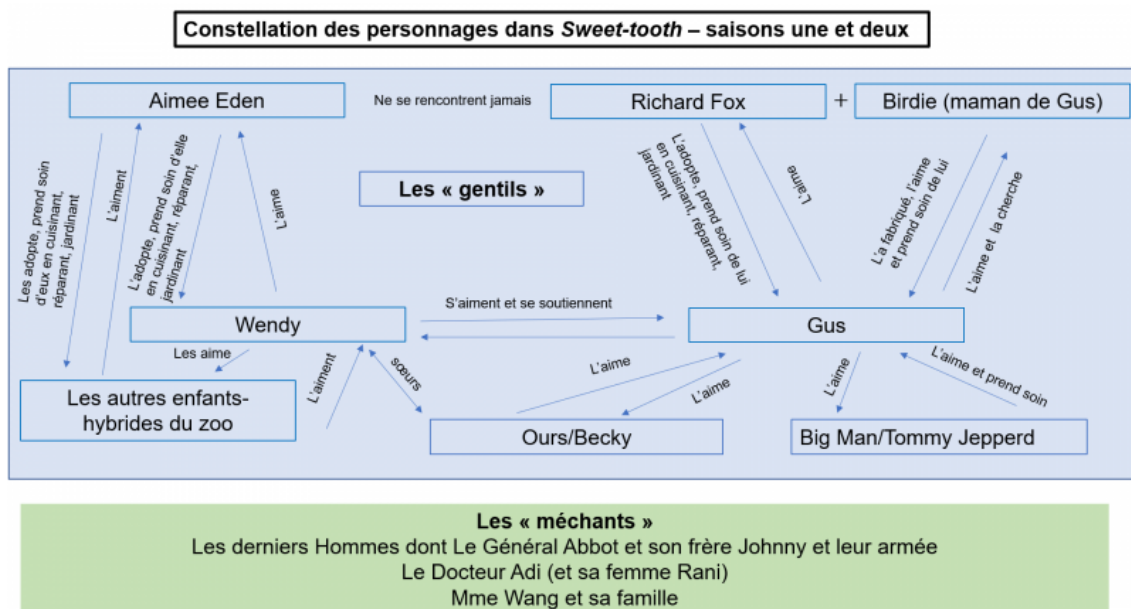 Constellation des personnages dans Sweet-tooth – saisons une et deux
Aimee Eden
Ne se rencontrent jamais
Richard Fox
+
Birdie (maman de Gus)
Les adopte, prend soin
d'eux en cuisinant,
réparant, jardinant
L'aiment
L'adopte, prend soin d'elle
en cuisinant, réparant,
jardinant
L'aime
Les « gentils »
L'adopte, prend soin de lui
en cuisinant, réparant,
jardinant
L'aime
L'a fabriqué, l'aime
et prend soin de lui
L'aime et la cherche
Wendy
S'aiment et se soutiennent
Gus
Les aime
L'aiment
sœurs
L'aime
L'aime
L'aime
L'aime et prend soin
Les autres enfants-
hybrides du zoo
Ours/Becky
Big Man/Tommy Jepperd
Les « méchants »
Les derniers Hommes dont Le Général Abbot et son frère Johnny et leur armée
Le Docteur Adi (et sa femme Rani)
Mme Wang et sa famille